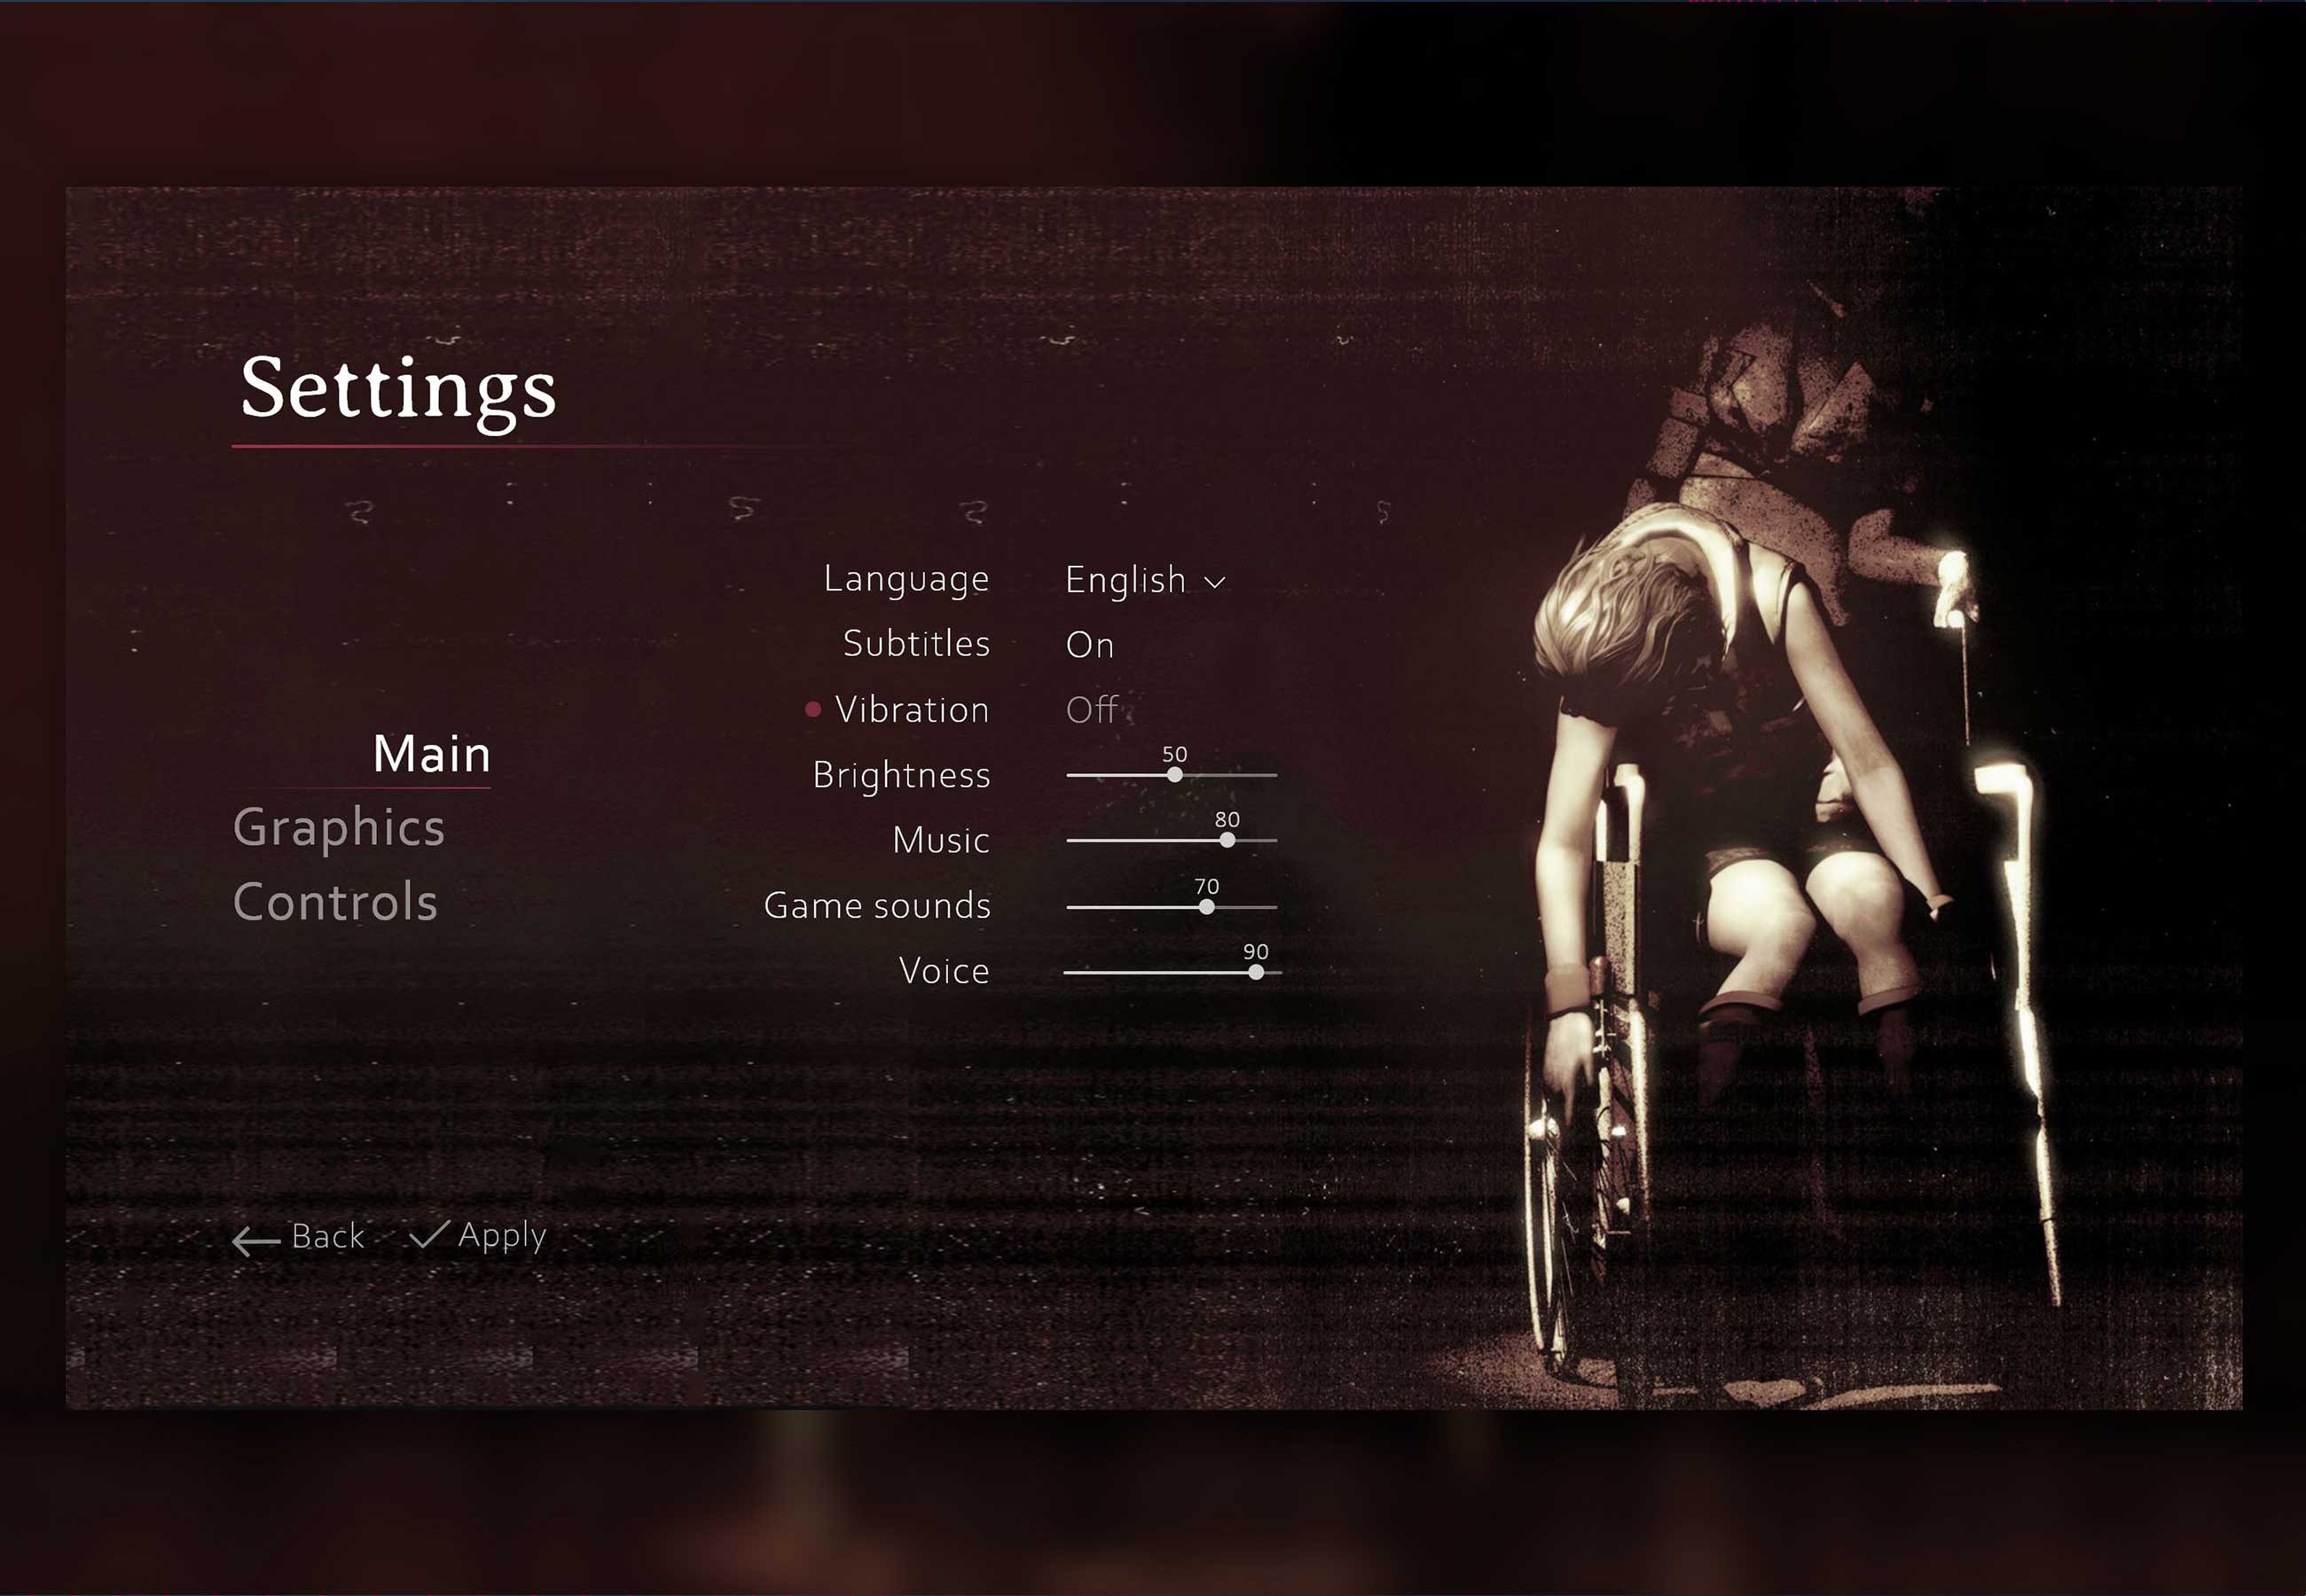 Settings
Main
Graphics
Controls
Language English
Subtitles On
Vibration Off
Brightness 50
Music 80
Game sounds 70
Voice 90
Back Apply